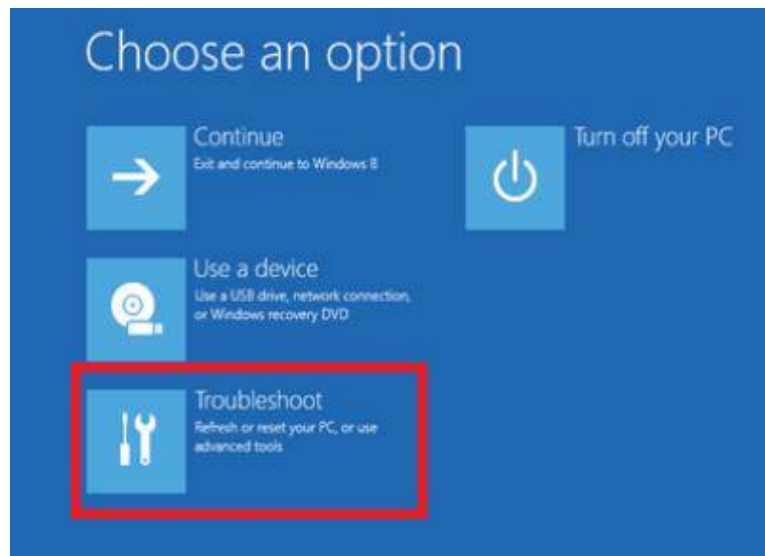 Choose an option
Continue
Exit and continue to Windows 8
Turn off your PC
Use a device
Use a USB drive, network connection,
or Windows recovery DVD
Troubleshoot
Refresh or reset your PC, or use
advanced tools